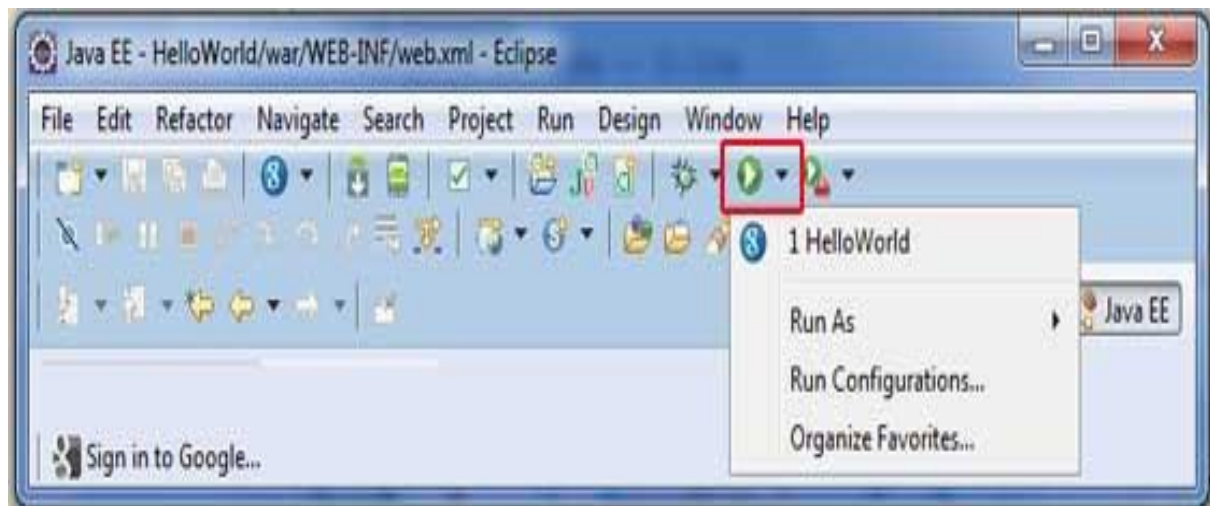 Java EE - HelloWorld/war/WEB-INF/web.xml - Eclipse
File Edit Refactor Navigate Search Project Run Design Window Help
1 HelloWorld
Run As
Java EE
Run Configurations...
Organize Favorites...
Sign in to Google...